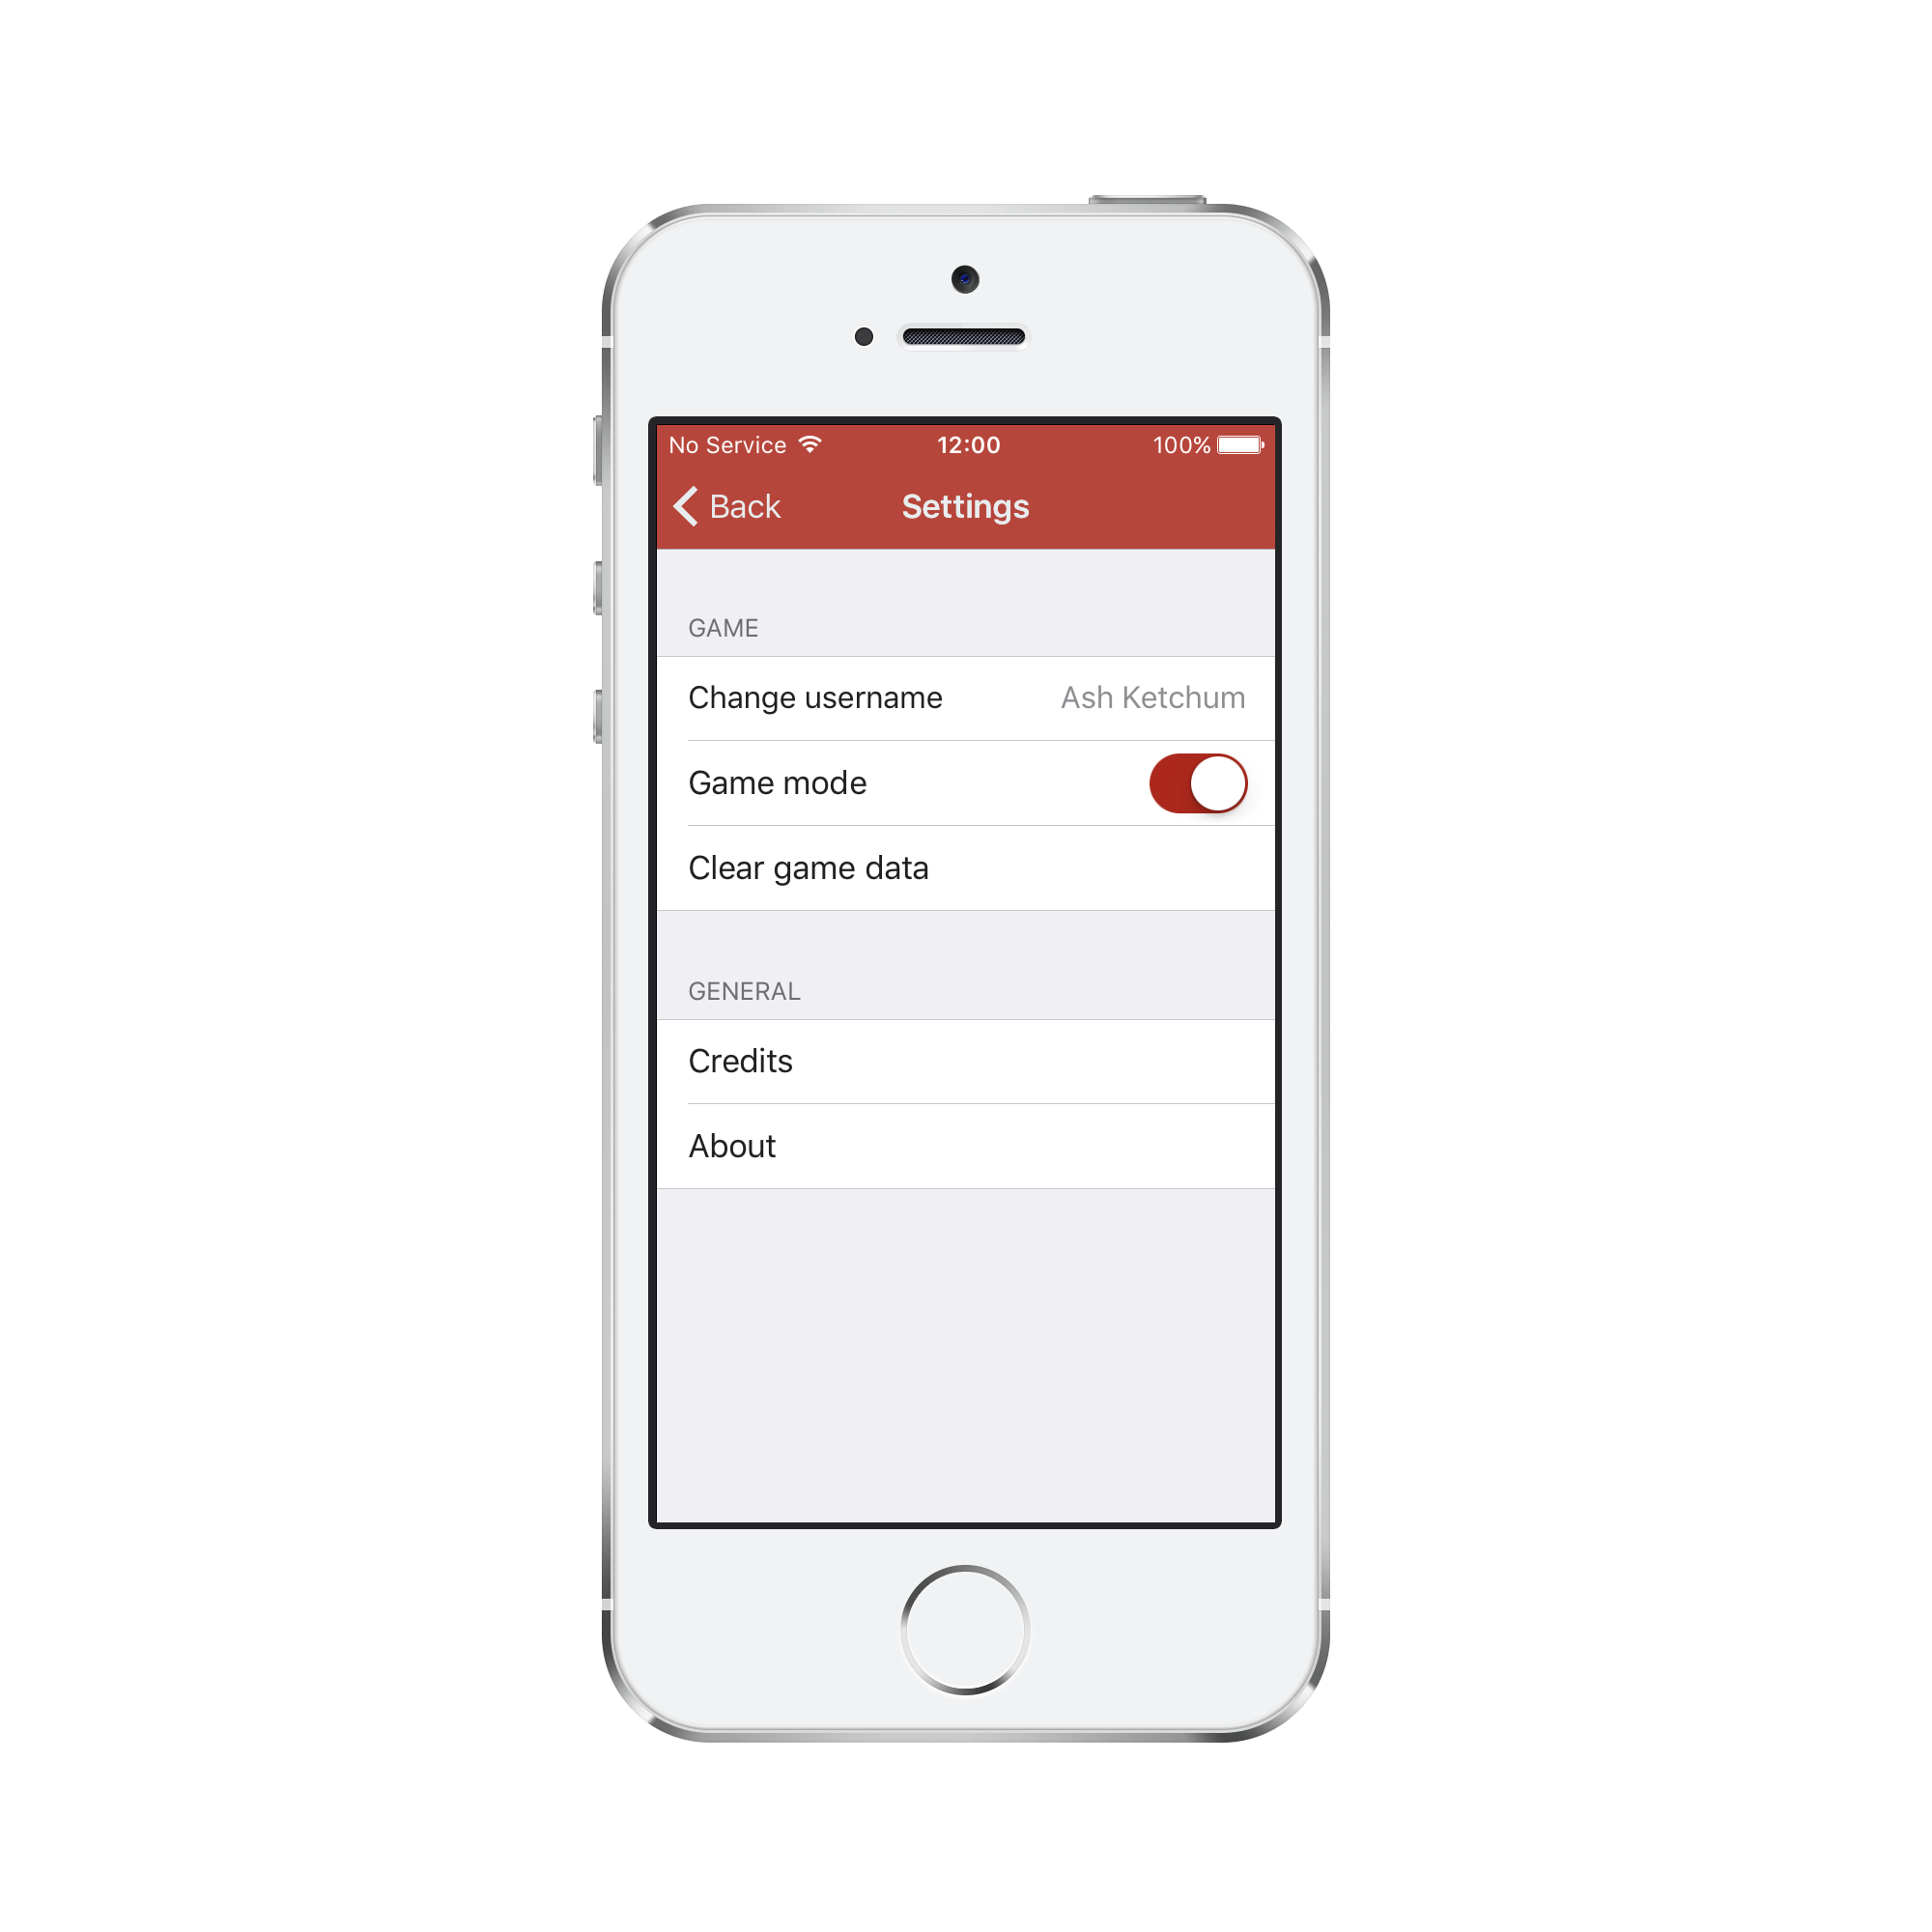 No Service 12:00 100%
Back Settings
GAME
Change username Ash Ketchum
Game mode
Clear game data
GENERAL
Credits
About